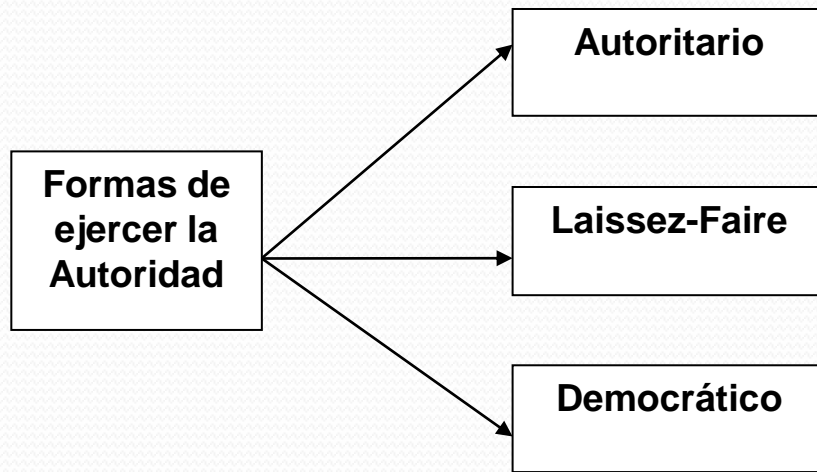 Autoritario
Formas de
ejercer la
Autoridad
Laissez-Faire
Democrático